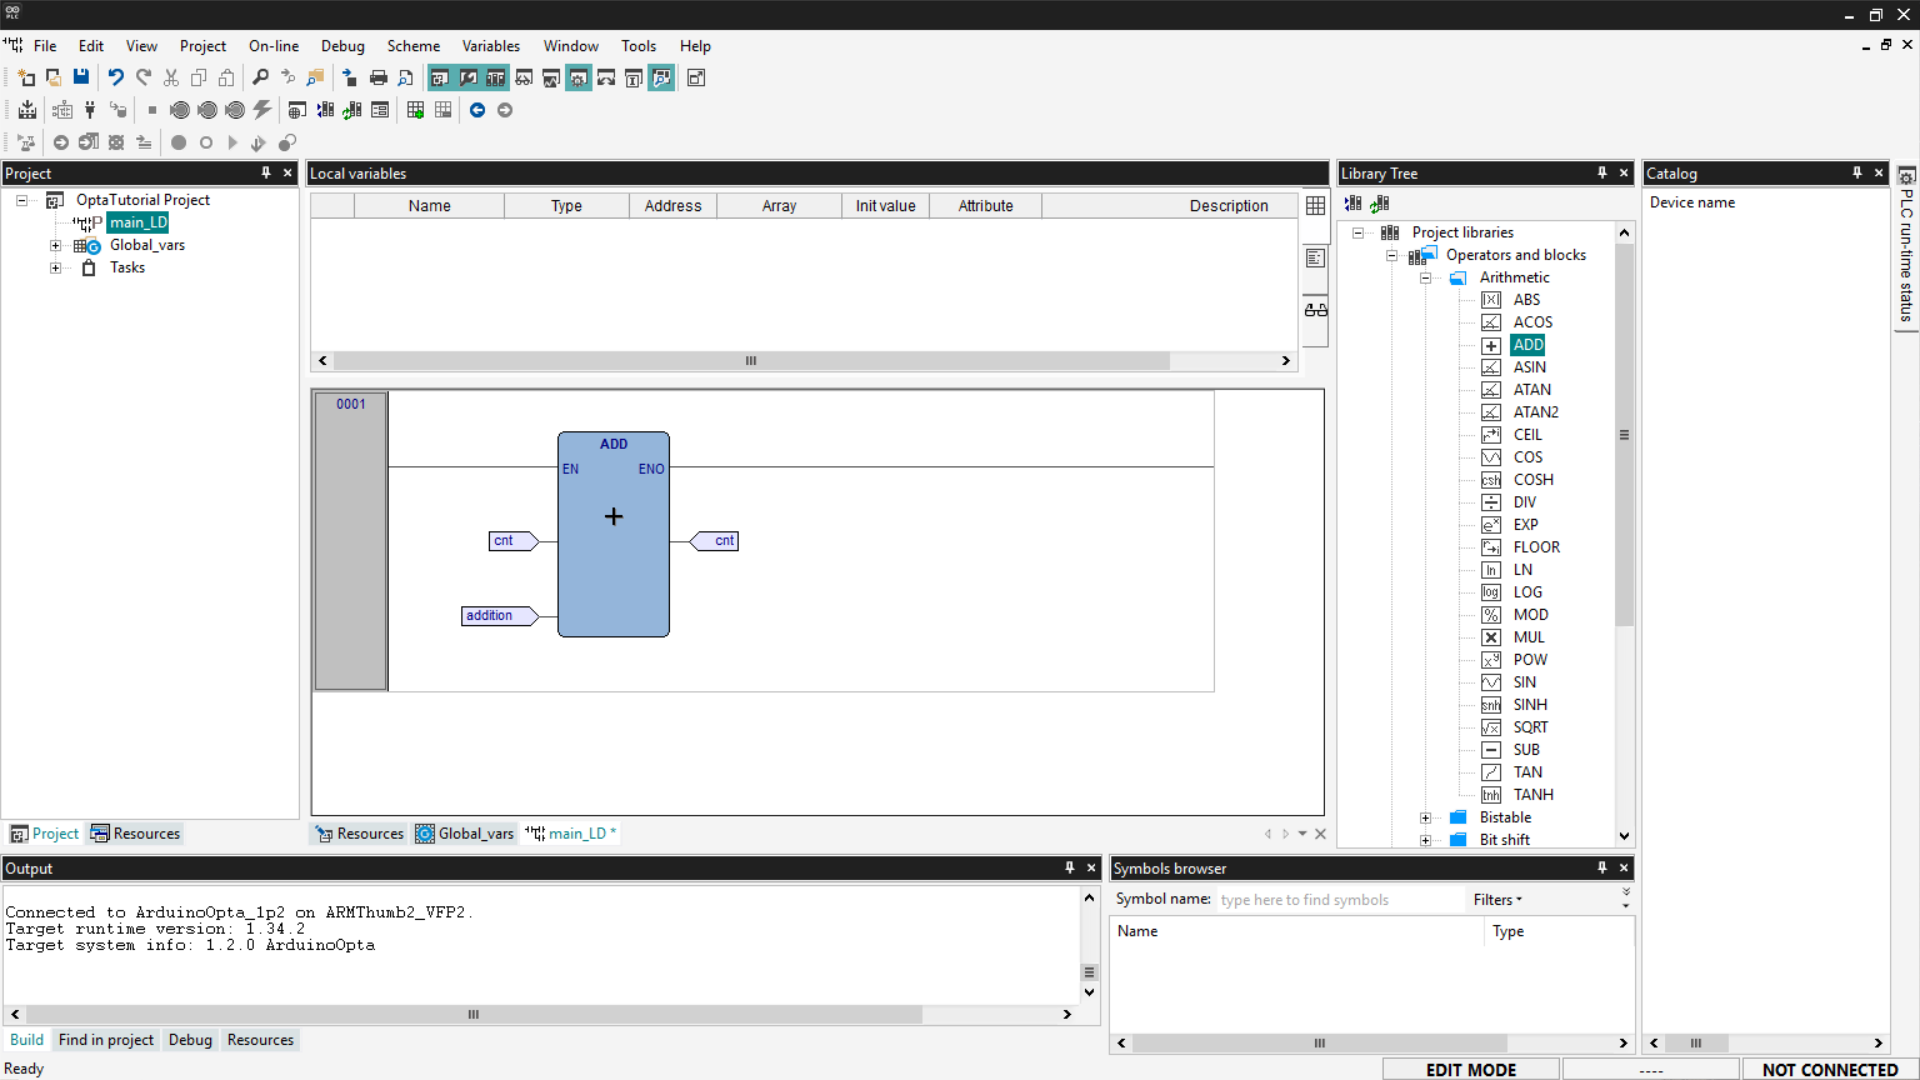 PLC
File Edit View Project On-line Debug Scheme Variables Window Tools Help
Project
OptaTutorial Project
main_LD
Global_vars
Tasks
Project Resources
Local variables
Name Type Address Array Init value Attribute Description
0001
ADD
EN ENO
cnt cnt
addition
Resources Global_vars main_LD *
Library Tree
Project libraries
Operators and blocks
Arithmetic
ABS
ACOS
ADD
ASIN
ATAN
ATAN2
CEIL
COS
csh COSH
DIV
EXP
FLOOR
ln LN
log LOG
% MOD
MUL
POW
SIN
snh SINH
SQRT
SUB
TAN
tnh TANH
Bistable
Bit shift
Catalog
Device name
PLC run-time status
Output
Connected to ArduinoOpta_1p2 on ARMThumb2_VFP2.
Target runtime version: 1.34.2
Target system info: 1.2.0 ArduinoOpta
Build Find in project Debug Resources
Symbols browser
Symbol name: type here to find symbols Filters
Name Type
Ready
EDIT MODE ---- NOT CONNECTED